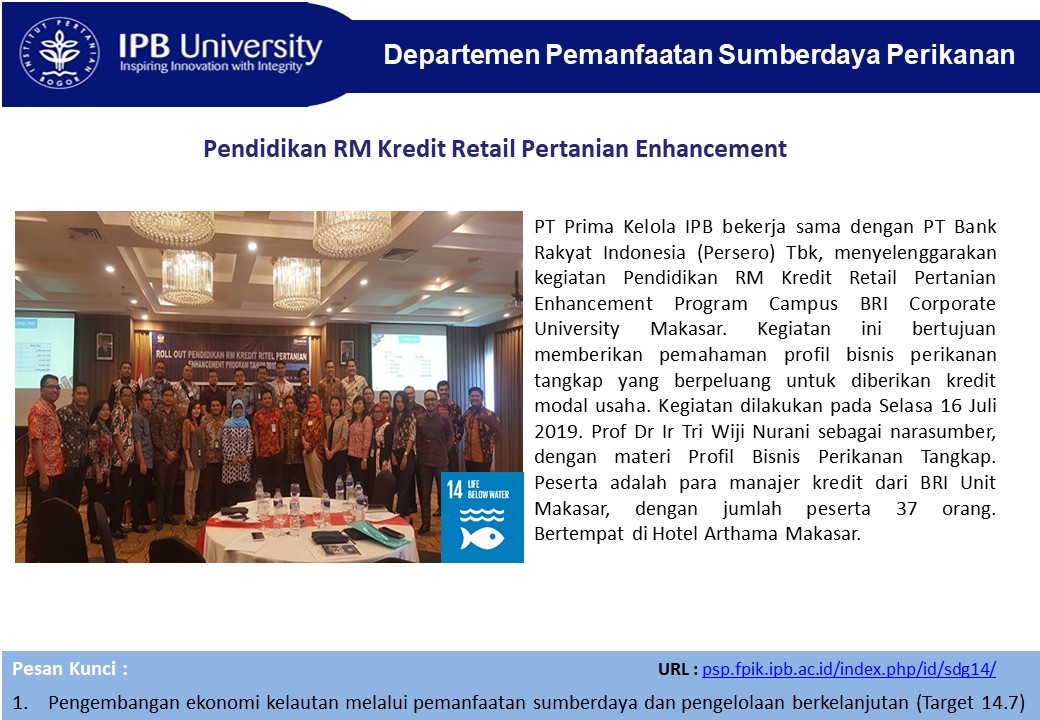 INSTITUT PERTANIAN BOGOR
IPB University
Inspiring Innovation with Integrity
Departemen Pemanfaatan Sumberdaya Perikanan
Pendidikan RM Kredit Retail Pertanian Enhancement
ROLL OUT PENDIDIKAN RM KREDIT RITEL PERTANIAN
ENHANCEMENT PROGRAM TAHUN
14 LIFE
BELOW WATER
PT Prima Kelola IPB bekerja sama dengan PT Bank
Rakyat Indonesia (Persero) Tbk, menyelenggarakan
kegiatan Pendidikan RM Kredit Retail Pertanian
Enhancement Program Campus BRI Corporate
University Makasar. Kegiatan ini bertujuan
memberikan pemahaman profil bisnis perikanan
tangkap yang berpeluang untuk diberikan kredit
modal usaha. Kegiatan dilakukan pada Selasa 16 Juli
2019. Prof Dr Ir Tri Wiji Nurani sebagai narasumber,
dengan materi Profil Bisnis Perikanan Tangkap.
Peserta adalah para manajer kredit dari BRI Unit
Makasar, dengan jumlah peserta 37 orang.
Bertempat di Hotel Arthama Makasar.
Pesan Kunci :
URL : psp.fpik.ipb.ac.id/index.php/id/sdg14/
1. Pengembangan ekonomi kelautan melalui pemanfaatan sumberdaya dan pengelolaan berkelanjutan (Target 14.7)